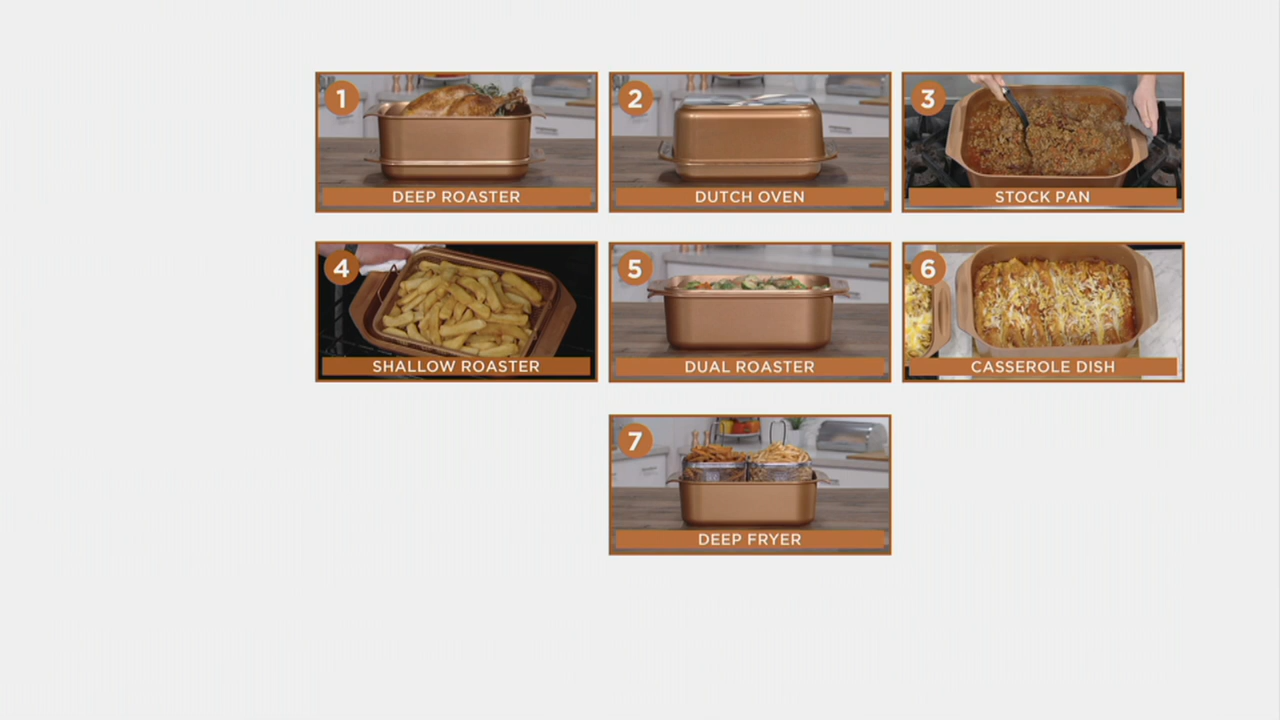 1
DEEP ROASTER
2
DUTCH OVEN
3
STOCK PAN
4
SHALLOW ROASTER
5
DUAL ROASTER
6
CASSEROLE DISH
7
DEEP FRYER